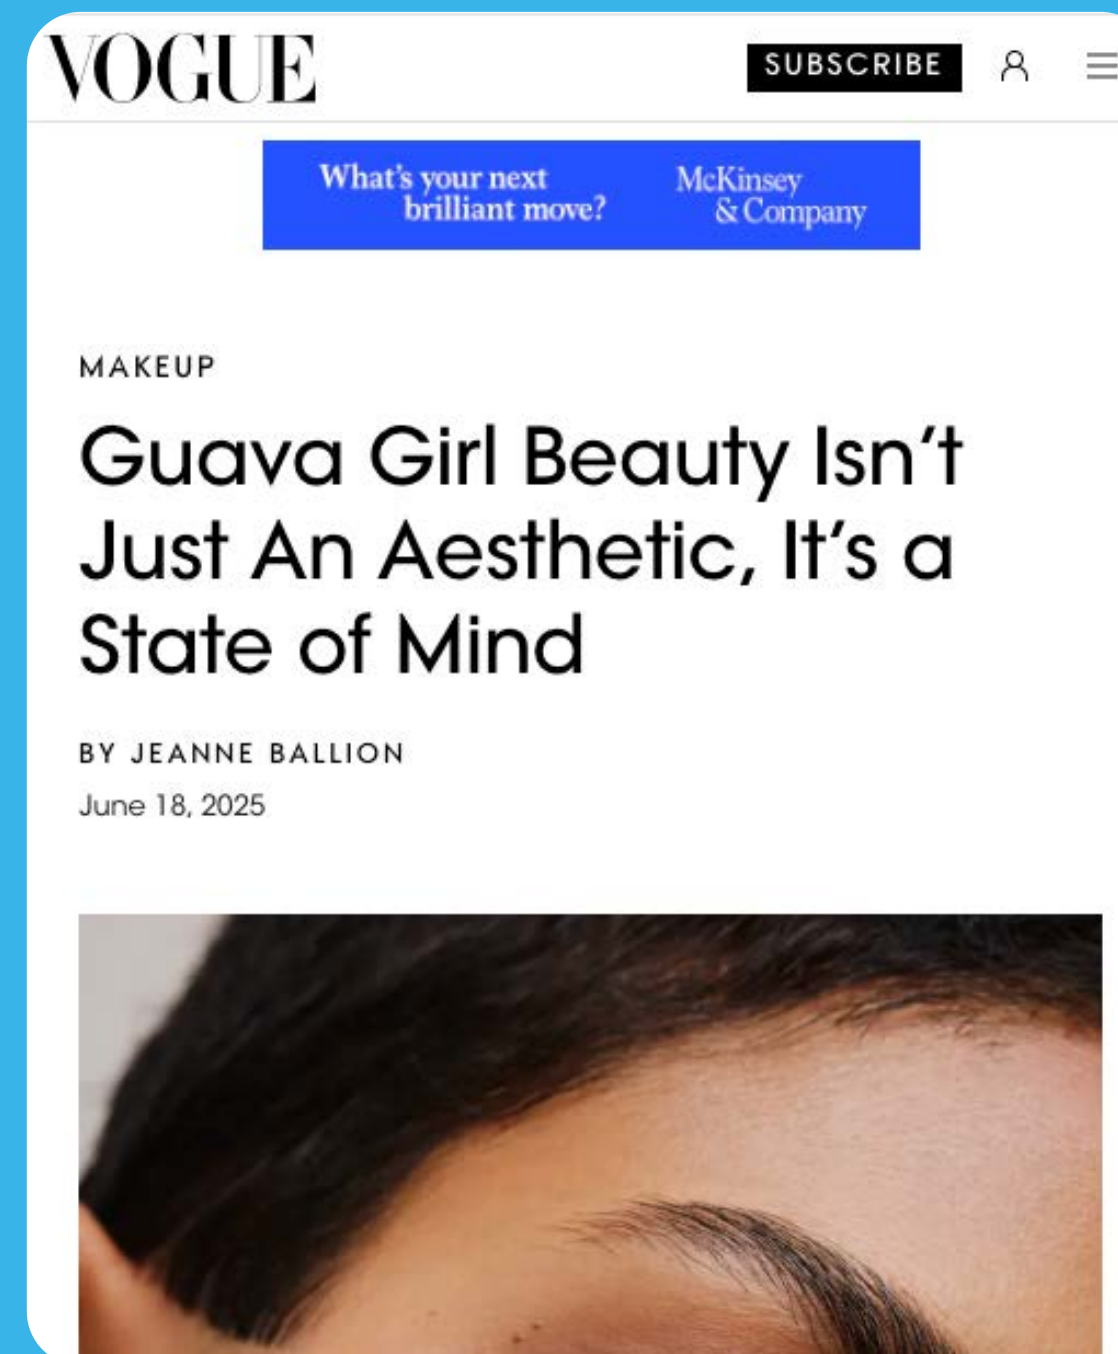 VOGUE
SUBSCRIBE
What's your next
brilliant move?
McKinsey
& Company
MAKEUP
Guava Girl Beauty Isn't
Just An Aesthetic, It's a
State of Mind
BY JEANNE BALLION
June 18, 2025